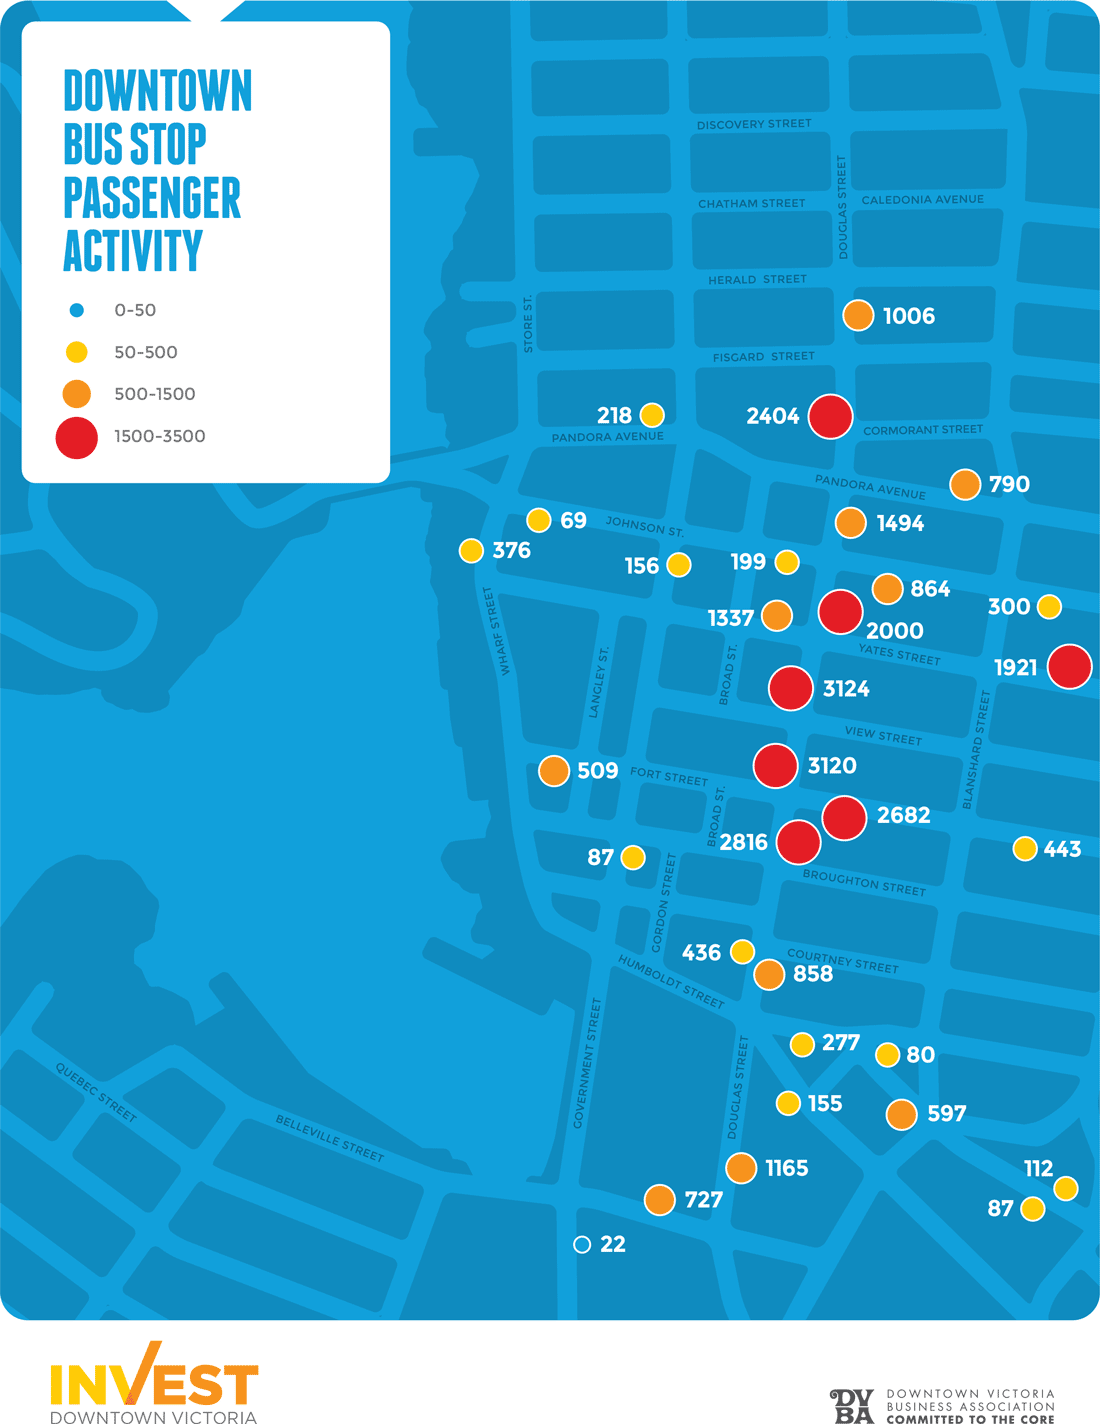 DOWNTOWN
BUS STOP
PASSENGER
ACTIVITY
0-50
50-500
500-1500
1500-3500
DISCOVERY STREET
DOUGLAS STREET
CHATHAM STREET
CALEDONIA AVENUE
HERALD STREET
STORE ST.
1006
FISGARD STREET
218
2404
PANDORA AVENUE
CORMORANT STREET
PANDORA AVENUE
790
69
JOHNSON ST.
1494
376
156
199
864
300
WHARF STREET
1337
2000
LANGLEY ST.
BROAD ST.
YATES STREET
1921
3124
BLANSHARD STREET
VIEW STREET
509
FORT STREET
3120
BROAD ST.
2682
2816
87
443
GORDON STREET
BROUGHTON STREET
436
858
COURTNEY STREET
HUMBOLDT STREET
GOVERNMENT STREET
DOUGLAS STREET
277
80
QUEBEC STREET
BELLEVILLE STREET
155
597
1165
112
727
87
22
INVEST
DOWNTOWN VICTORIA
DVBA
DOWNTOWN VICTORIA
BUSINESS ASSOCIATION
COMMITTED TO THE CORE